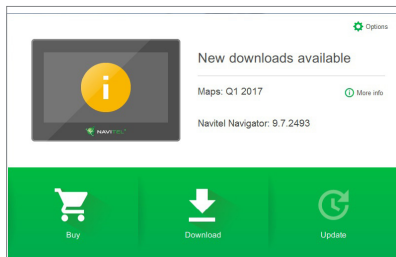 Options
New downloads available
Maps: Q1 2017
More info
Navitel Navigator: 9.7.2493
NAVITEL
Buy
Download
Update